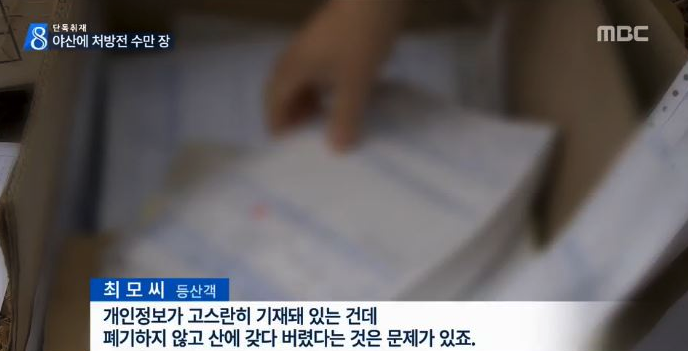 단독취재
8 야산에 처방전 수만 장
MBC
최 모 씨 등산객
개인정보가 고스란히 기재돼 있는 건데
폐기하지 않고 산에 갖다 버렸다는 것은 문제가 있죠.